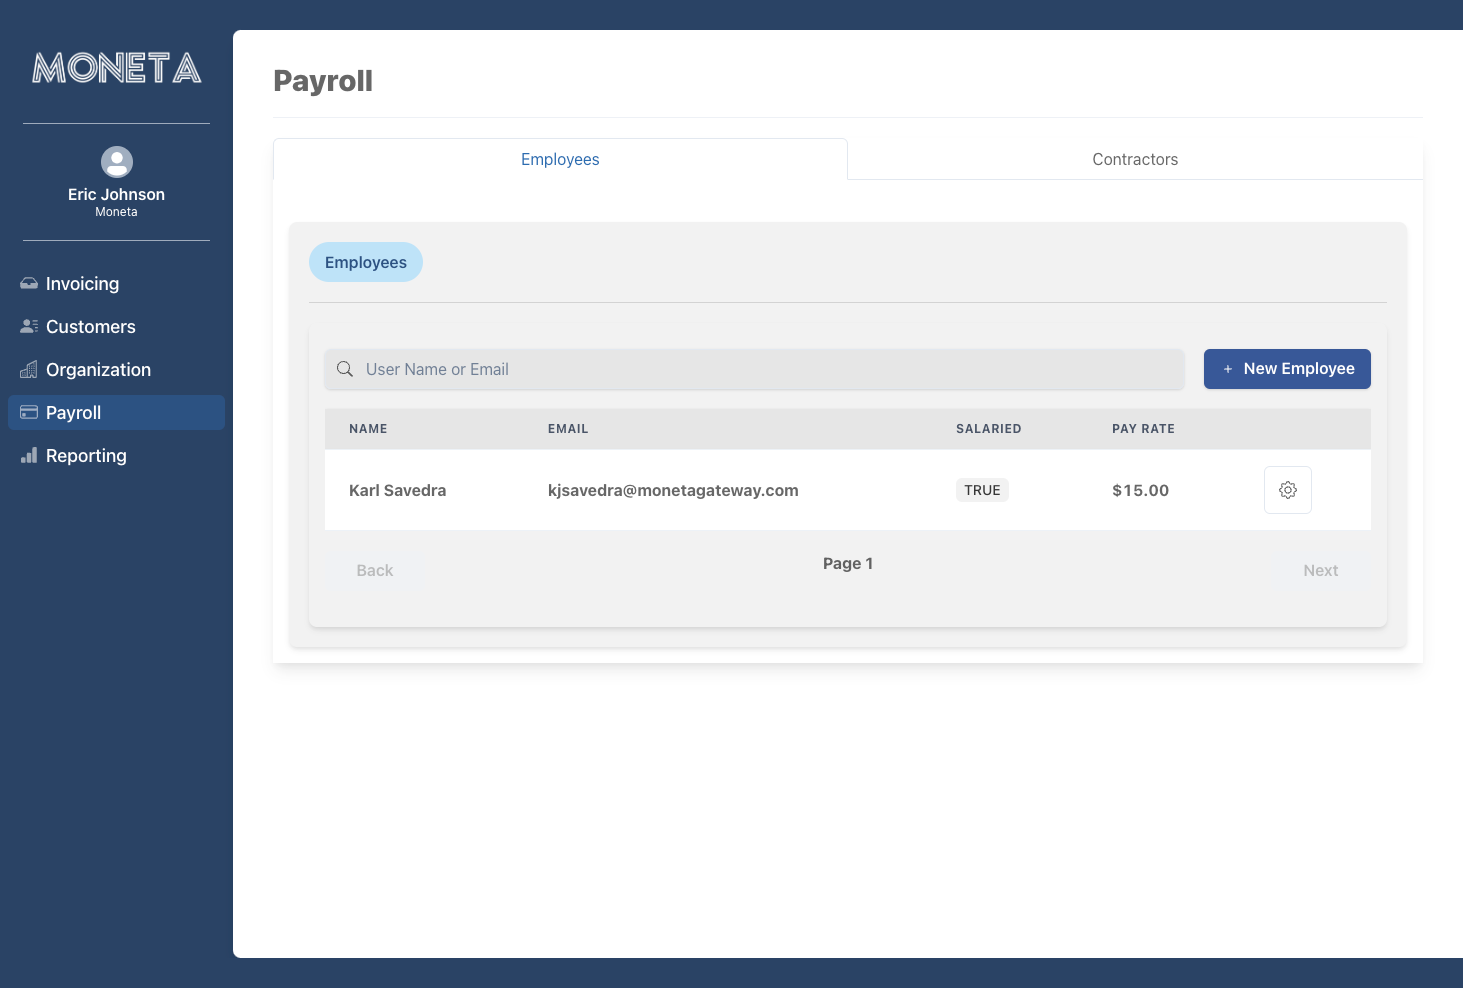 MONETA
Eric Johnson
Moneta
Invoicing
Customers
Organization
Payroll
Reporting
Payroll
Employees
Contractors
Employees
User Name or Email
+ New Employee
NAME EMAIL SALARIED PAY RATE
Karl Savedra kjsavedra@monetagateway.com TRUE $15.00
Back Page 1 Next